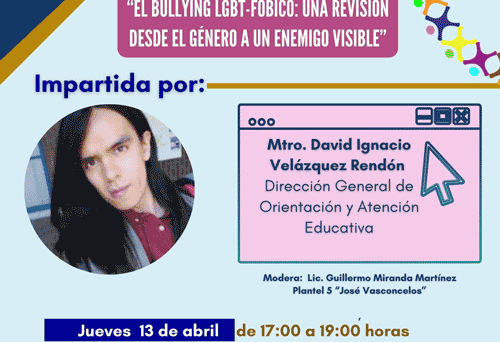 “EL BULLYING LGBT-FÓBICO: UNA REVISIÓN
DESDE EL GÉNERO A UN ENEMIGO VISIBLE”
Impartida por:
Mtro. David Ignacio
Velázquez Rendón
Dirección General de
Orientación y Atención
Educativa
Modera: Lic. Guillermo Miranda Martínez
Plantel 5 “José Vasconcelos”
Jueves 13 de abril de 17:00 a 19:00 horas